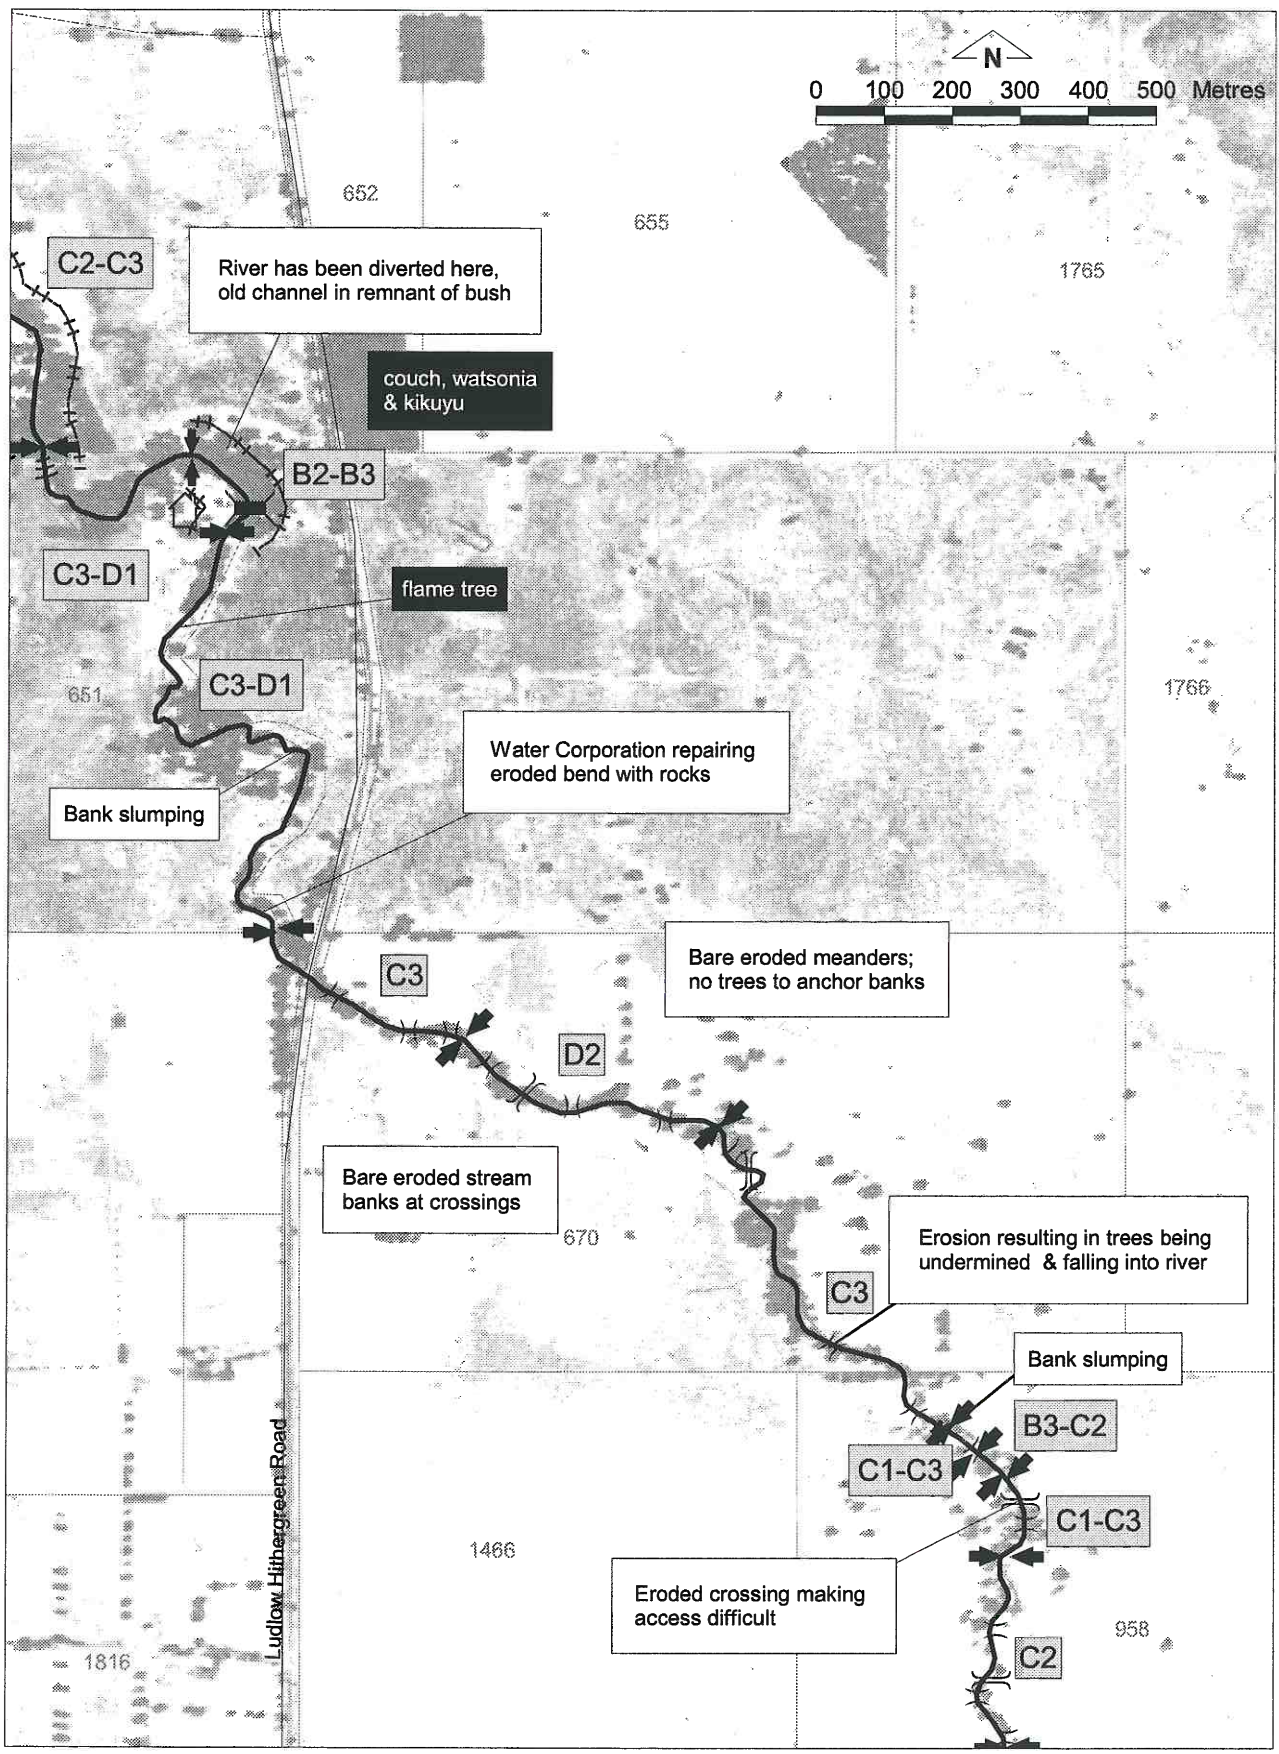 N
0 100 200 300 400 500 Metres
652
655
1765
C2-C3
River has been diverted here,
old channel in remnant of bush
couch, watsonia
& kikuyu
B2-B3
C3-D1
flame tree
651
C3-D1
1766
Water Corporation repairing
eroded bend with rocks
Bank slumping
Bare eroded meanders;
no trees to anchor banks
C3
D2
Bare eroded stream
banks at crossings
670
Erosion resulting in trees being
undermined & falling into river
C3
Bank slumping
B3-C2
C1-C3
C1-C3
Ludlow Hithergreen Road
1466
Eroded crossing making
access difficult
958
C2
1816